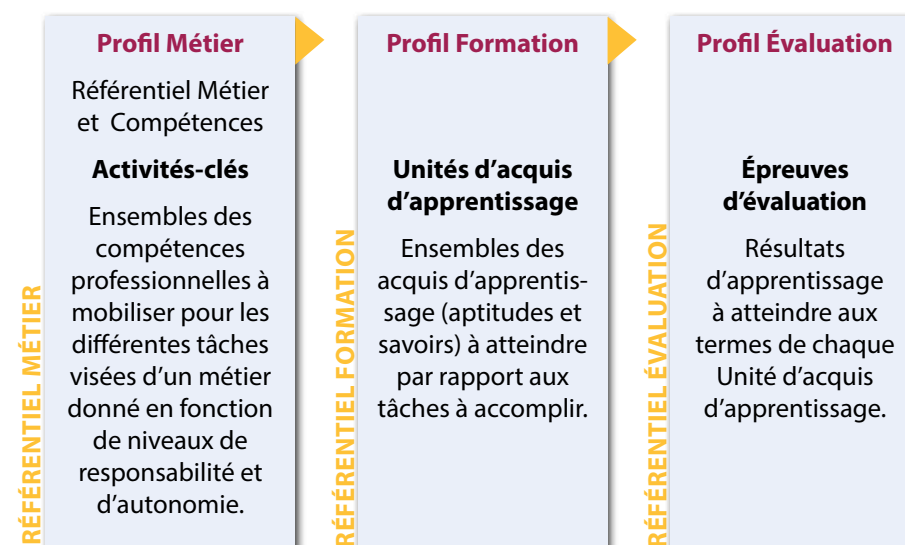 Profil Métier
Référentiel Métier
et Compétences
Activités-clés
Ensembles des
compétences
professionnelles à
mobiliser pour les
différentes tâches
visées d’un métier
donné en fonction
de niveaux de
responsabilité et
d’autonomie.
RÉFÉRENTIEL MÉTIER
Profil Formation
Unités d’acquis
d’apprentissage
Ensembles des
acquis d’apprentis-
sage (aptitudes et
savoirs) à atteindre
par rapport aux
tâches à accomplir.
RÉFÉRENTIEL FORMATION
Profil Évaluation
Épreuves
d’évaluation
Résultats
d’apprentissage
à atteindre aux
termes de chaque
Unité d’acquis
d’apprentissage.
RÉFÉRENTIEL ÉVALUATION